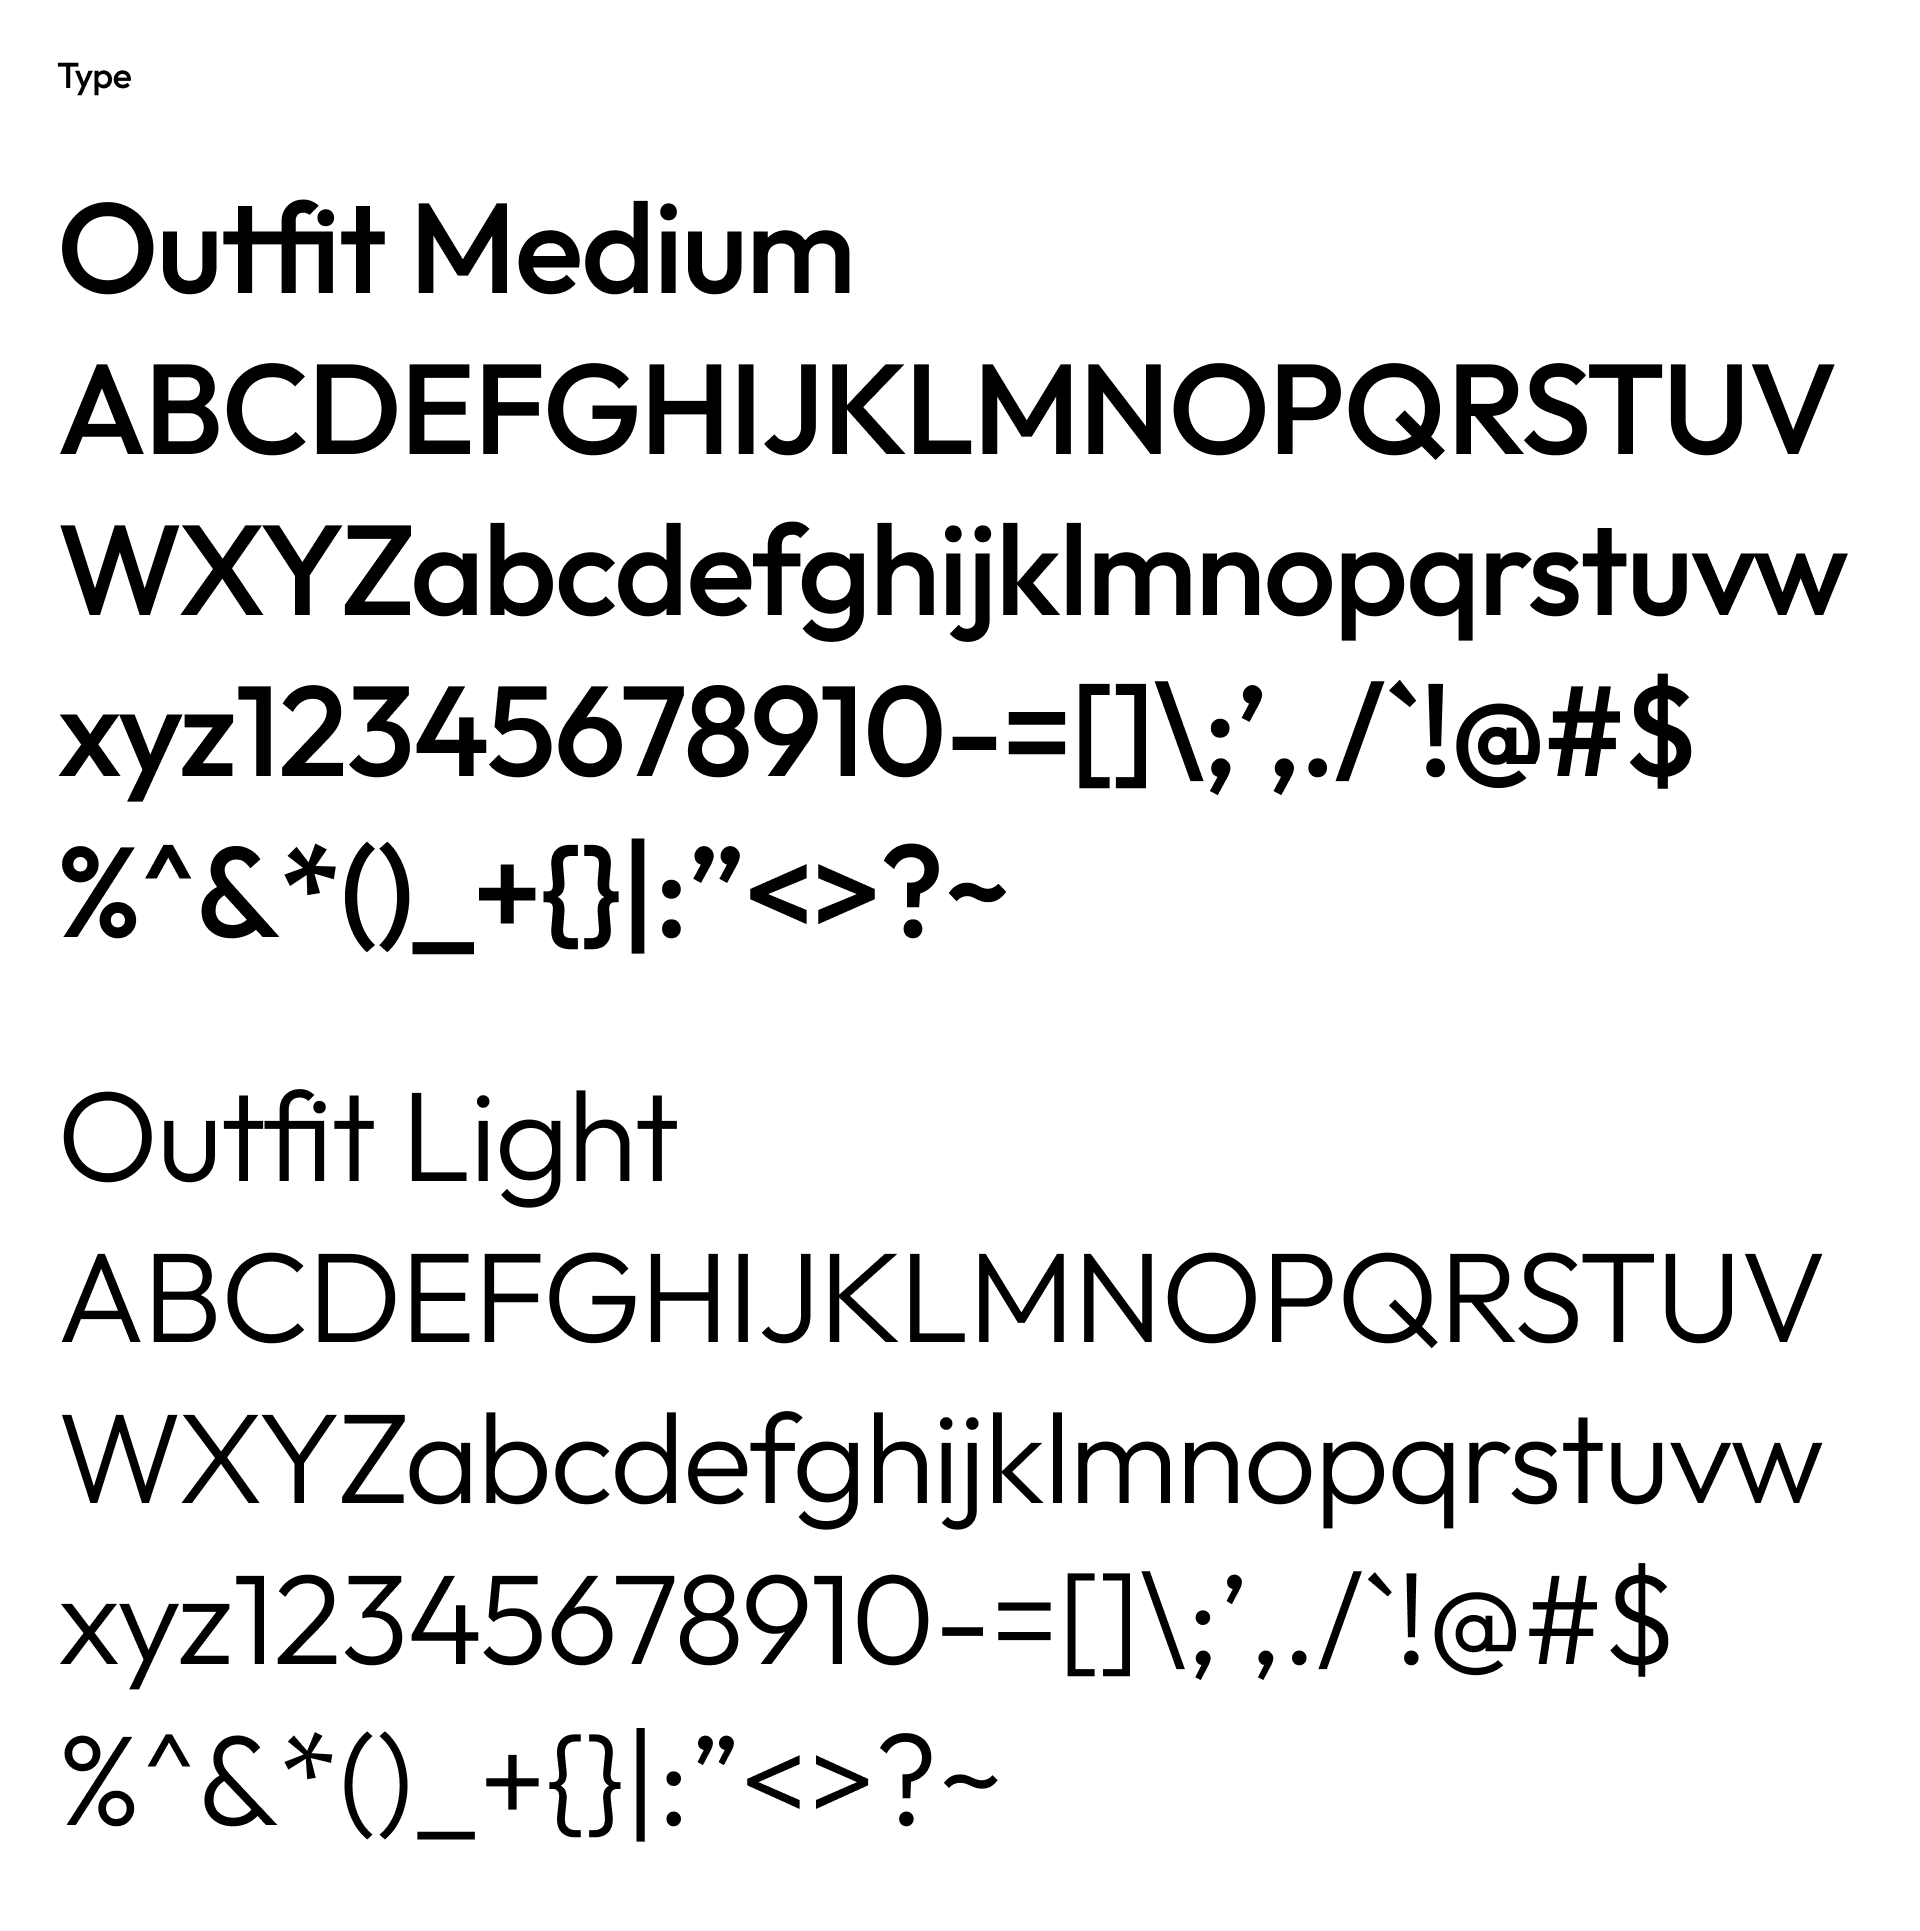 Type
Outfit Medium
ABCDEFGHIJKLMNOPQRSTUV
WXYZabcdefghijklmnopqrstuvw
xyz12345678910-=[]\;’,./`!@#$
%^&*()_+{}|:”<>?~
Outfit Light
ABCDEFGHIJKLMNOPQRSTUV
WXYZabcdefghijklmnopqrstuvw
xyz12345678910-=[]\;’,./`!@#$
%^&*()_+{}|:”<>?~